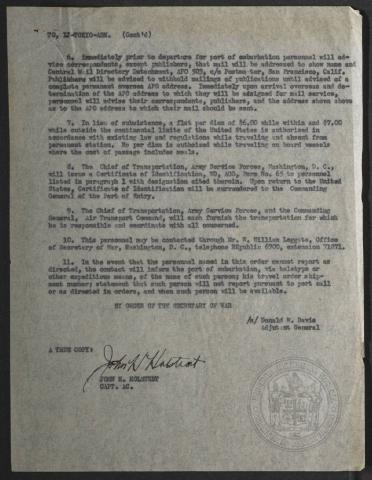 TO, LZ-TOKYO-ASN. (Cont'd)
6. Immediately prior to departure for port of embarkation personnel will ad-
vise correspondents, except publishers, that mail will be addressed to show name and
Central Mail Directory Detachment, APO 503, c/o Postmaster, San Francisco, Calif.
Publishers will be advised to withhold mailings of publications until advised of a
complete permanent overseas APO address. Immediately upon arrival overseas and de-
termination of the APO address to which they will be assigned for mail service,
personnel will advise their correspondents, publishers, and the address shown above
as to the APO address to which their mail should be sent.
7. In lieu of subsistence, a flat per diem of $6.00 while within and $7.00
while outside the continental limits of the United States is authorized in
accordance with existing law and regulations while traveling and absent from
permanent station. No per diem is authorized while traveling on board vessels
where the cost of passage includes meals.
8. The Chief of Transportation, Army Service Forces, Washington, D. C.,
will issue a Certificate of Identification, WD, AGO, Form No. 65 to personnel
listed in paragraph 1 with designation cited therein. Upon return to the United
States, Certificate of Identification will be surrendered to the Commanding
General of the Port of Entry.
9. The Chief of Transportation, Army Service Forces, and the Commanding
General, Air Transport Command, will each furnish the transportation for which
he is responsible and coordinate with all concerned.
10. This personnel may be contacted through Mr. W. William Leggate, Office
of Secretary of War, Washington, D. C., telephone REpublic 6700, extension
11. In the event that the personnel named in this order cannot report as
directed, the conduct will inform the port of embarkation, via teletype or
other expeditious means, of the name of such persons; his travel order ship-
ment number; statement that such person will not report pursuant to port call
or as directed in orders, and when such person will be available.
BY ORDER OF THE SECRETARY OF WAR
/s/ Donald W. Davis
Adjutant General
A TRUE COPY:
JOHN
CAPT. AC.